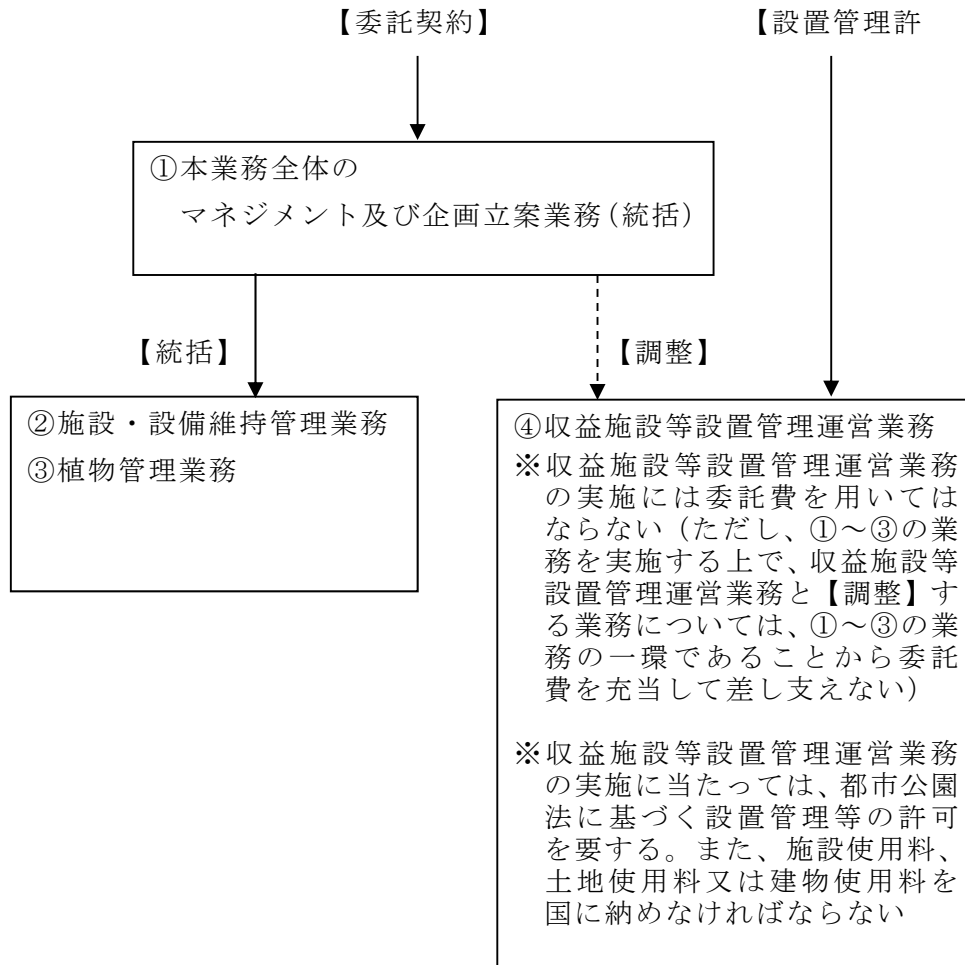 【委託契約】
【設置管理許
①本業務全体の
マネジメント及び企画立案業務(統括)
【統括】
【調整】
②施設・設備維持管理業務
③植物管理業務
④収益施設等設置管理運営業務
※収益施設等設置管理運営業務
の実施には委託費を用いては
ならない（ただし、①～③の業
務を実施する上で、収益施設等
設置管理運営業務と【調整】す
る業務については、①～③の業
務の一環であることから委託
費を充当して差し支えない）
※収益施設等設置管理運営業務
の実施に当たっては、都市公園
法に基づく設置管理等の許可
を要する。また、施設使用料、
土地使用料又は建物使用料を
国に納めなければならない